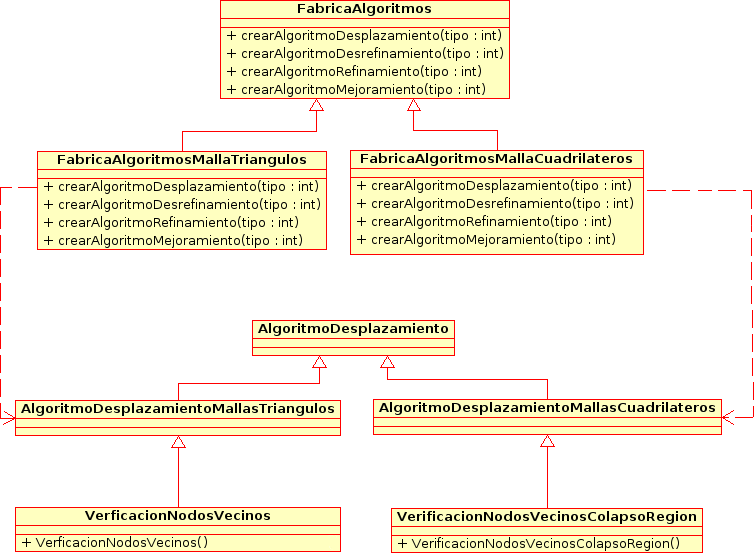 FabricaAlgoritmos
+ crearAlgoritmoDesplazamiento(tipo : int)
+ crearAlgoritmoDesrefinamiento(tipo : int)
+ crearAlgoritmoRefinamiento(tipo : int)
+ crearAlgoritmoMejoramiento(tipo : int)
FabricaAlgoritmosMallaTriangulos
+ crearAlgoritmoDesplazamiento(tipo : int)
+ crearAlgoritmoDesrefinamiento(tipo : int)
+ crearAlgoritmoRefinamiento(tipo : int)
+ crearAlgoritmoMejoramiento(tipo : int)
FabricaAlgoritmosMallaCuadrilateros
+ crearAlgoritmoDesplazamiento(tipo : int)
+ crearAlgoritmoDesrefinamiento(tipo : int)
+ crearAlgoritmoRefinamiento(tipo : int)
+ crearAlgoritmoMejoramiento(tipo : int)
AlgoritmoDesplazamiento
AlgoritmoDesplazamientoMallasTriangulos
AlgoritmoDesplazamientoMallasCuadrilateros
VerficacionNodosVecinos
+ VerficacionNodosVecinos()
VerificacionNodosVecinosColapsoRegion
+ VerificacionNodosVecinosColapsoRegion()